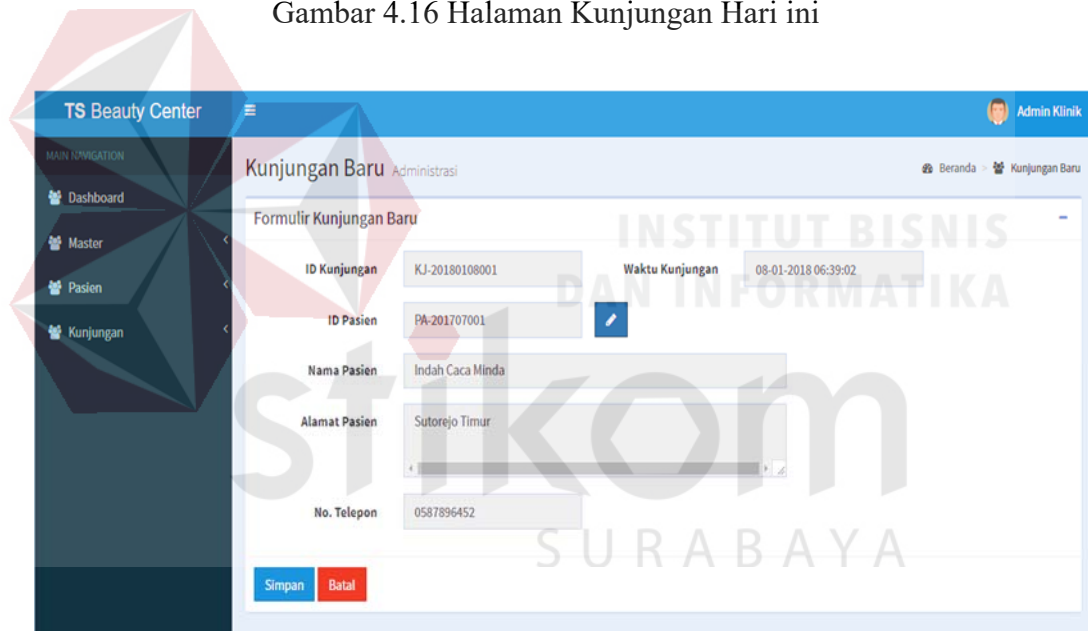 Gambar 4.16 Halaman Kunjungan Hari ini
TS Beauty Center
Admin Klinik
MAIN NAVIGATION
Dashboard
Master
Pasien
Kunjungan
Kunjungan Baru Administrasi
Beranda > Kunjungan Baru
Formulir Kunjungan Baru
ID Kunjungan KJ-20180108001 Waktu Kunjungan 08-01-2018 06:39:02
ID Pasien PA-201707001
Nama Pasien Indah Caca Minda
Alamat Pasien Sutorejo Timur
No. Telepon 0587896452
Simpan Batal
INSTITUT BISNIS
DAN INFORMATIKA
stikom
SURABAYA